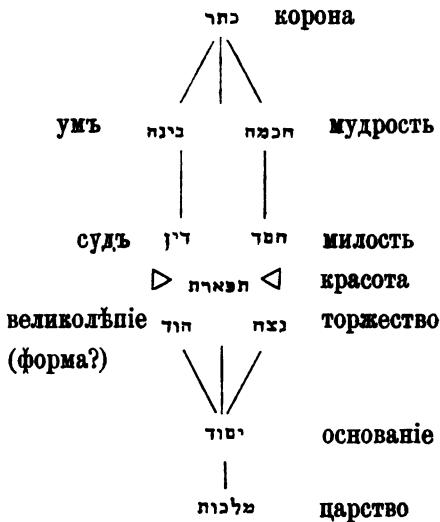 כתר корона
умъ בינה חכמה мудрость
судъ דין חסד милость
תפארת красота
великолѣпіе הוד נצח торжество
(форма?)
יסוד основаніе
מלכות царство